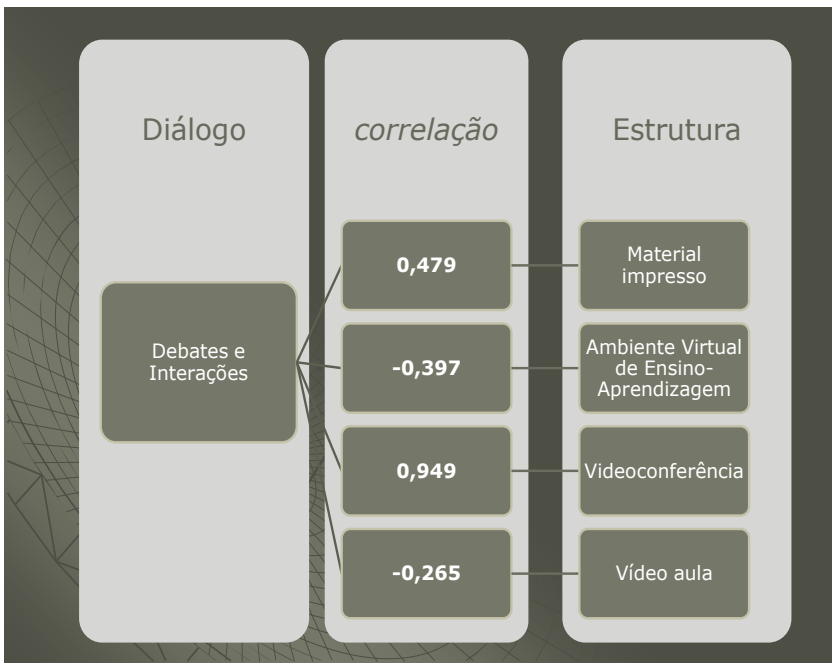 Diálogo
correlação
Estrutura
Debates e
Interações
0,479
Material
impresso
-0,397
Ambiente Virtual
de Ensino-
Aprendizagem
0,949
Videoconferência
-0,265
Vídeo aula